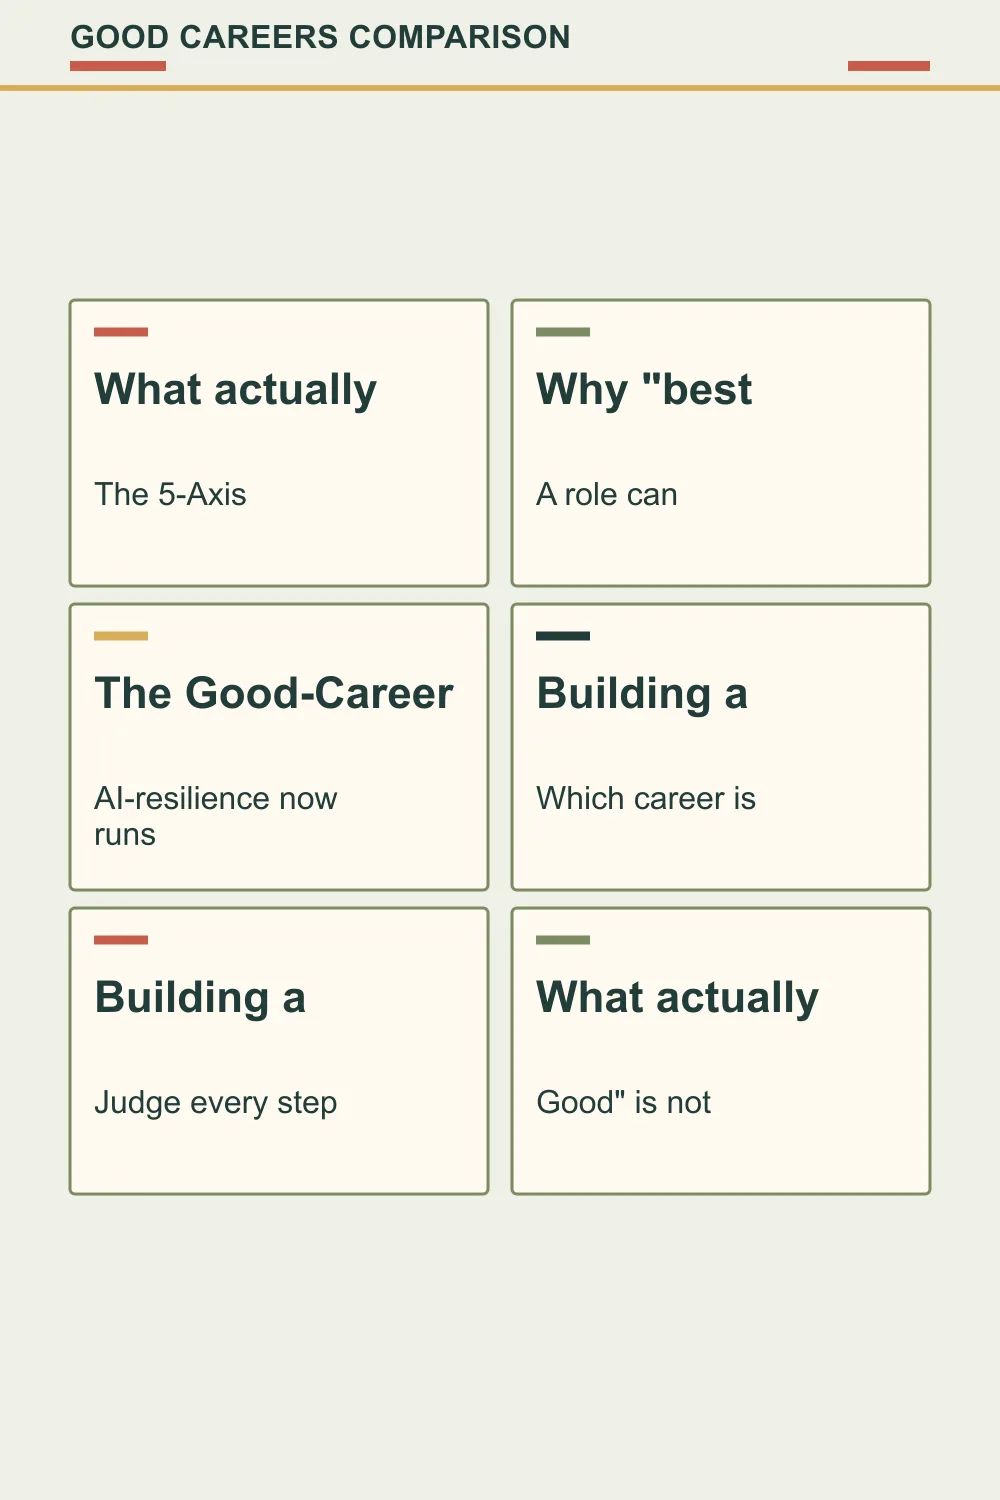 GOOD CAREERS COMPARISON
What actually
The 5-Axis
Why "best
A role can
The Good-Career
AI-resilience now
runs
Building a
Which career is
Building a
Judge every step
What actually
Good" is not